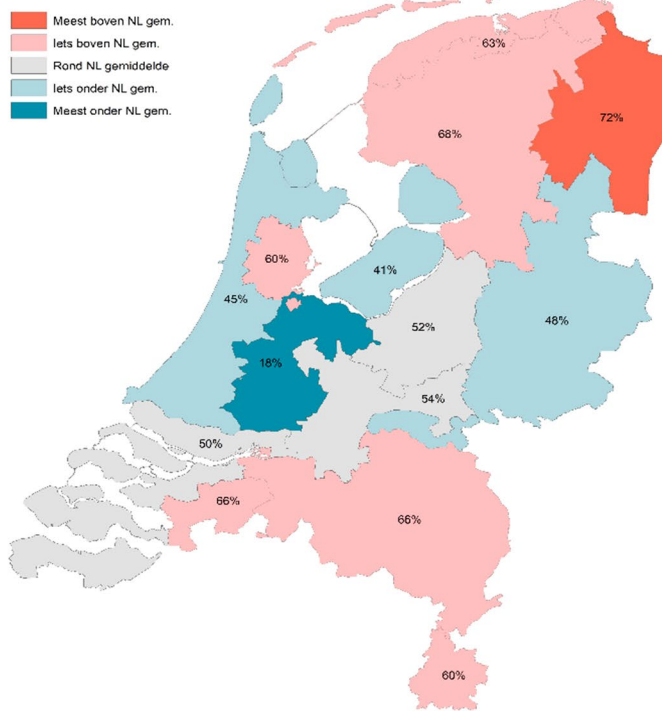 Meest boven NL gem.
Iets boven NL gem.
Rond NL gemiddelde
Iets onder NL gem.
Meest onder NL gem.
63%
72%
68%
60%
41%
45%
48%
52%
18%
54%
50%
66%
66%
60%